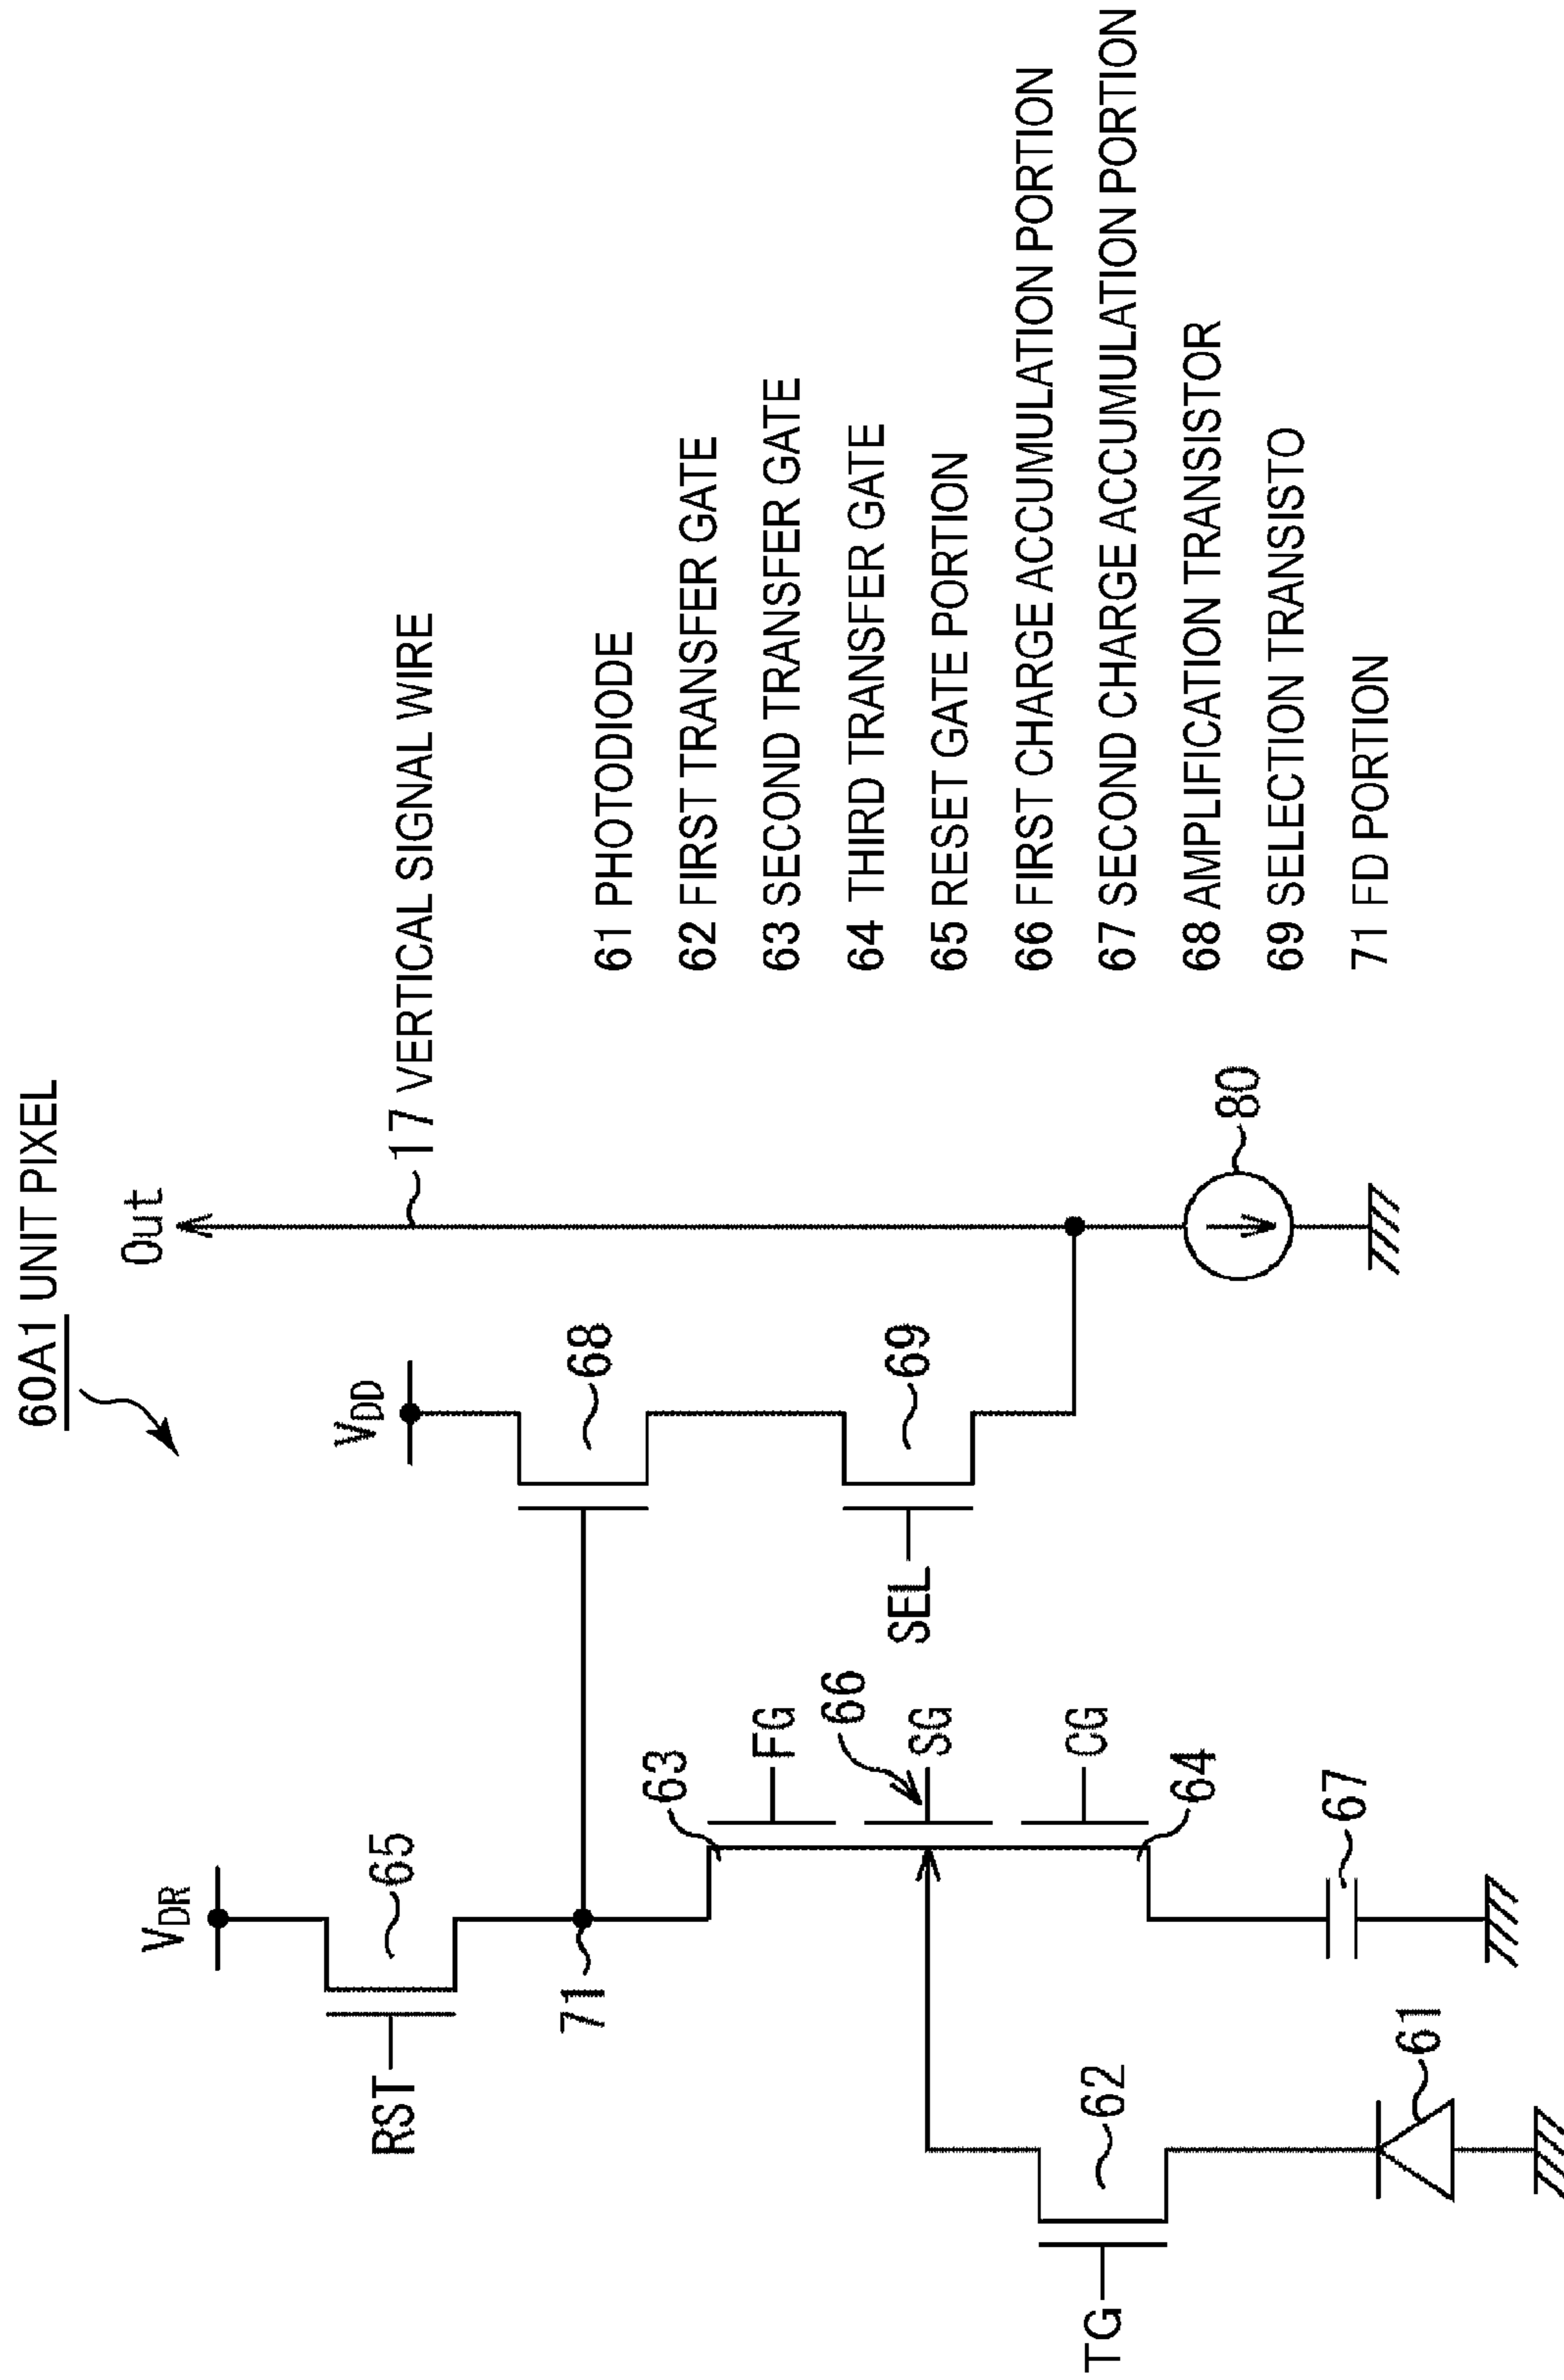 60A1 UNIT PIXEL
Out
17 VERTICAL SIGNAL WIRE
VDR
VDD
RST
65
71
68
63
FG
66
SG
CG
64
SEL
69
TG
62
67
61
80
61 PHOTODIODE
62 FIRST TRANSFER GATE
63 SECOND TRANSFER GATE
64 THIRD TRANSFER GATE
65 RESET GATE PORTION
66 FIRST CHARGE ACCUMULATION PORTION
67 SECOND CHARGE ACCUMULATION PORTION
68 AMPLIFICATION TRANSISTOR
69 SELECTION TRANSISTO
71 FD PORTION